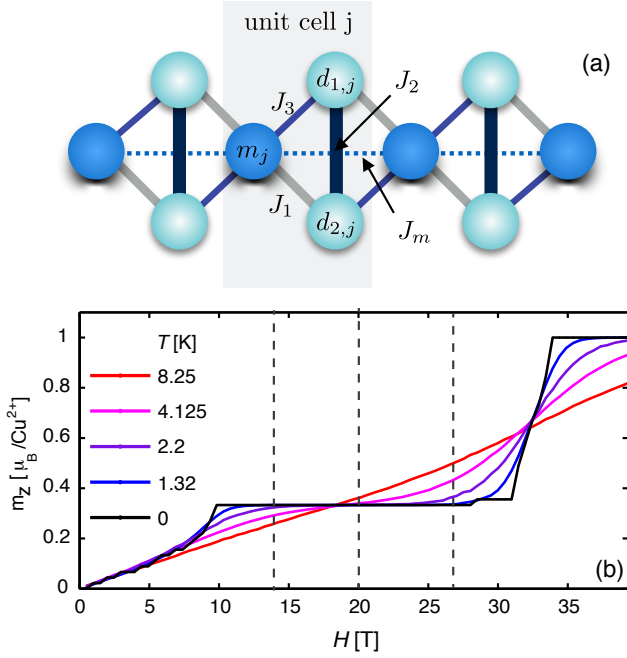 unit cell j
(a)
d1,j
J2
J3
mj
J1
d2,j
Jm
mz [ μB/Cu2+]
1
0.8
0.6
0.4
0.2
0
T [K]
8.25
4.125
2.2
1.32
0
(b)
0 5 10 15 20 25 30 35
H [T]